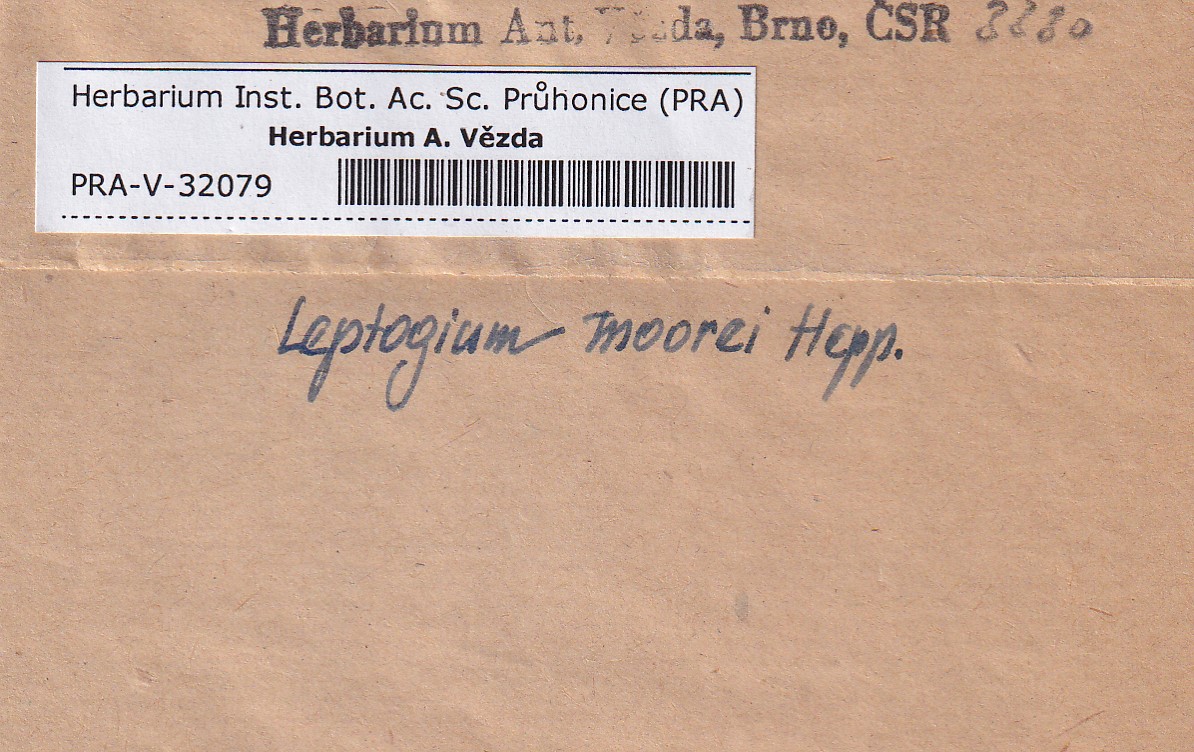 Herbarium Ant. Vězda, Brno, ČSR 8880
Herbarium Inst. Bot. Ac. Sc. Průhonice (PRA)
Herbarium A. Vězda
PRA-V-32079
Leptogium moorei Hepp.